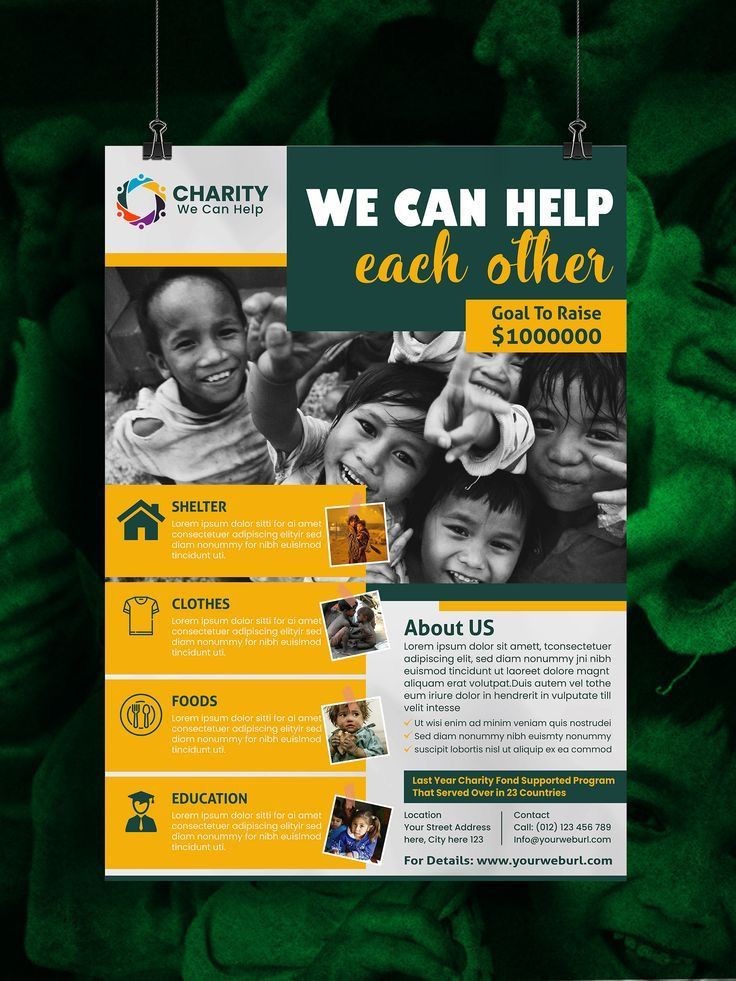 CHARITY
We Can Help
WE CAN HELP
each other
Goal To Raise
$1000000
SHELTER
Lorem ipsum dolor sitti for ai amet
consectetuer adipiscing elityir sed
diam nonummy for nibh euisimod
tincidunt uti.
CLOTHES
Lorem ipsum dolor sitti for ai amet
consectetuer adipiscing elityir sed
diam nonummy for nibh euisimod
tincidunt uti.
FOODS
Lorem ipsum dolor sitti for ai amet
consectetuer adipiscing elityir sed
diam nonummy for nibh euisimod
tincidunt uti.
EDUCATION
Lorem ipsum dolor sitti for ai amet
consectetuer adipiscing elityir sed
diam nonummy for nibh euisimod
tincidunt uti.
About US
Lorem ipsum dolor sit amett, tconsectetuer
adipiscing elit, sed diam nonummy jni nibh
euismod tincidunt ut laoreet dolore magnt
aliquam erat volutpat.Duis autem vel tothe
eum iriure dolor in hendrerit in vulputate till
velit intesse
Ut wisi enim ad minim veniam quis nostrudei
Sed diam nonummy nibh euismty nonummy
suscipit lobortis nisl ut aliquip ex ea commod
Last Year Charity Fond Supported Program
That Served Over in 23 Countries
Location
Your Street Address
here, City here 123
Contact
Call: (012) 123 456 789
Info@yourweburl.com
For Details: www.yourweburl.com